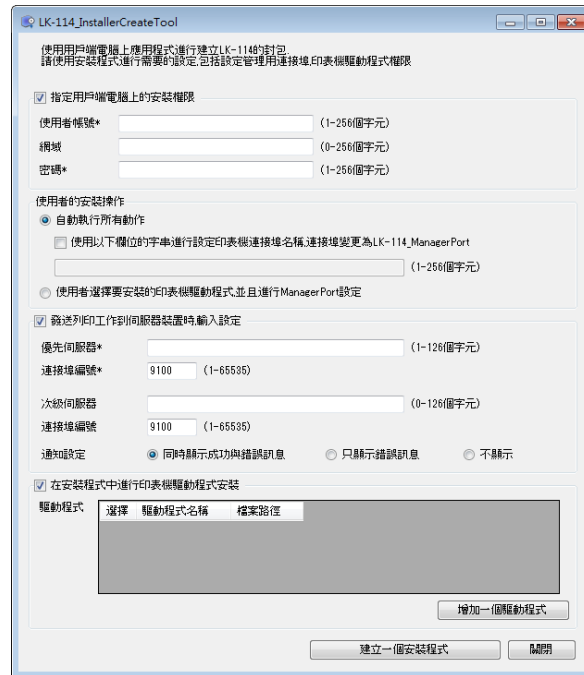 LK-114_InstallerCreateTool
使用用戶端電腦上應用程式進行建立LK-114的封包.
請使用安裝程式進行需要的設定,包括設定管理用連接埠,印表機驅動程式權限
指定用戶端電腦上的安裝權限
使用者帳號* (1-256個字元)
網域 (0-256個字元)
密碼* (1-256個字元)
使用者的安裝操作
自動執行所有動作
使用以下欄位的字串進行設定印表機連接埠名稱,連接埠變更為LK-114_ManagerPort
(1-256個字元)
使用者選擇要安裝的印表機驅動程式,並且進行ManagerPort設定
發送列印工作到伺服器裝置時,輸入設定
優先伺服器* (1-126個字元)
連接埠編號* 9100 (1-65535)
次級伺服器 (0-126個字元)
連接埠編號 9100 (1-65535)
通知設定 同時顯示成功與錯誤訊息 只顯示錯誤訊息 不顯示
在安裝程式中進行印表機驅動程式安裝
驅動程式 選擇 驅動程式名稱 檔案路徑
增加一個驅動程式
建立一個安裝程式 關閉